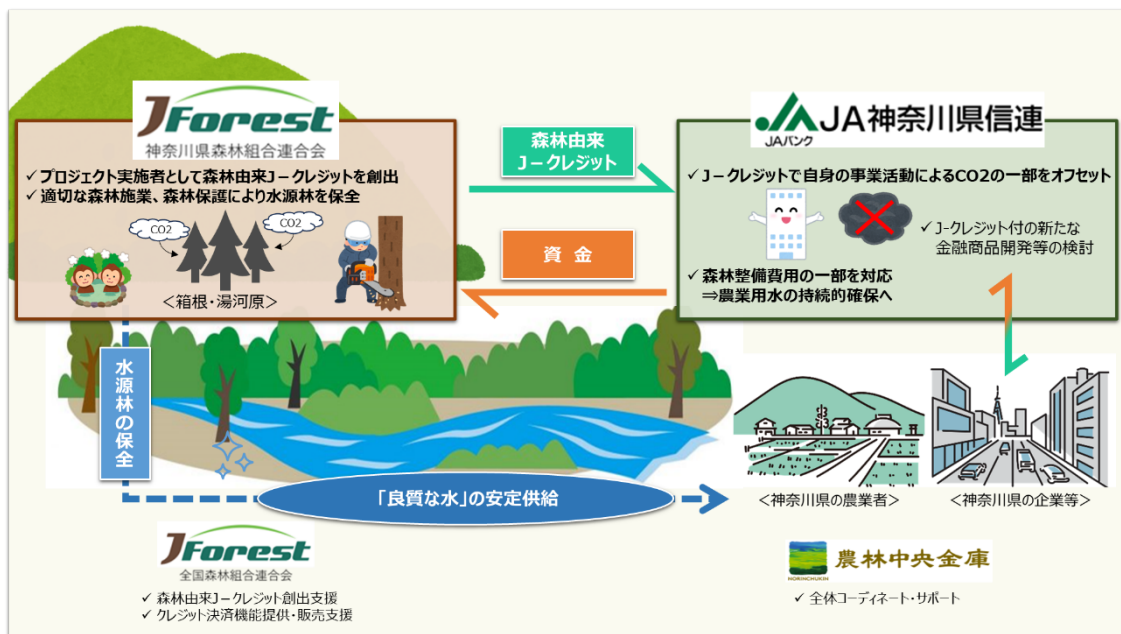 JForest
神奈川県森林組合連合会
✓ プロジェクト実施者として森林由来J－クレジットを創出
✓ 適切な森林施業、森林保護により水源林を保全
CO2
CO2
＜箱根・湯河原＞
森林由来
J－クレジット
資 金
JAバンク
JA神奈川県信連
✓ J－クレジットで自身の事業活動によるCO2の一部をオフセット
✓ J-クレジット付の新たな
金融商品開発等の検討
✓ 森林整備費用の一部を対応
⇒農業用水の持続的確保へ
水源林の保全
「良質な水」の安定供給
＜神奈川県の農業者＞
＜神奈川県の企業等＞
JForest
全国森林組合連合会
✓ 森林由来J－クレジット創出支援
✓ クレジット決済機能提供・販売支援
NORINCHUKIN
農林中央金庫
✓ 全体コーディネート・サポート